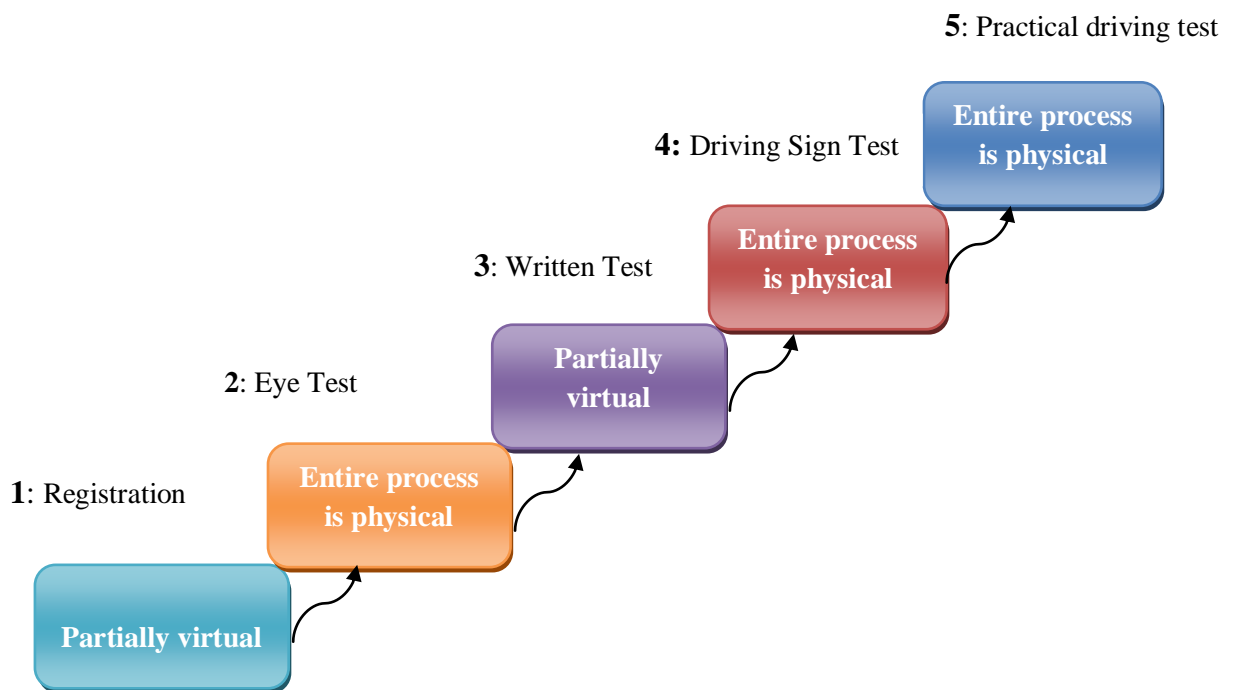 5: Practical driving test
Entire process
is physical
4: Driving Sign Test
Entire process
is physical
3: Written Test
Partially
virtual
2: Eye Test
Entire process
is physical
1: Registration
Partially virtual